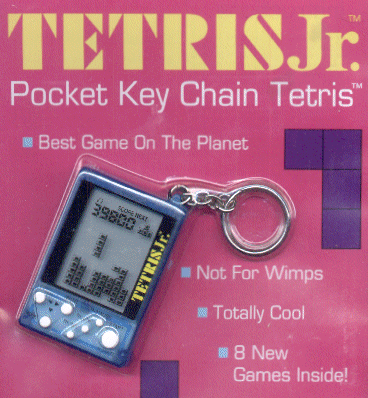 TETRIS Jr.™
Pocket Key Chain Tetris™
Best Game On The Planet
39800
TETRIS Jr.
Not For Wimps
Totally Cool
8 New
Games Inside!